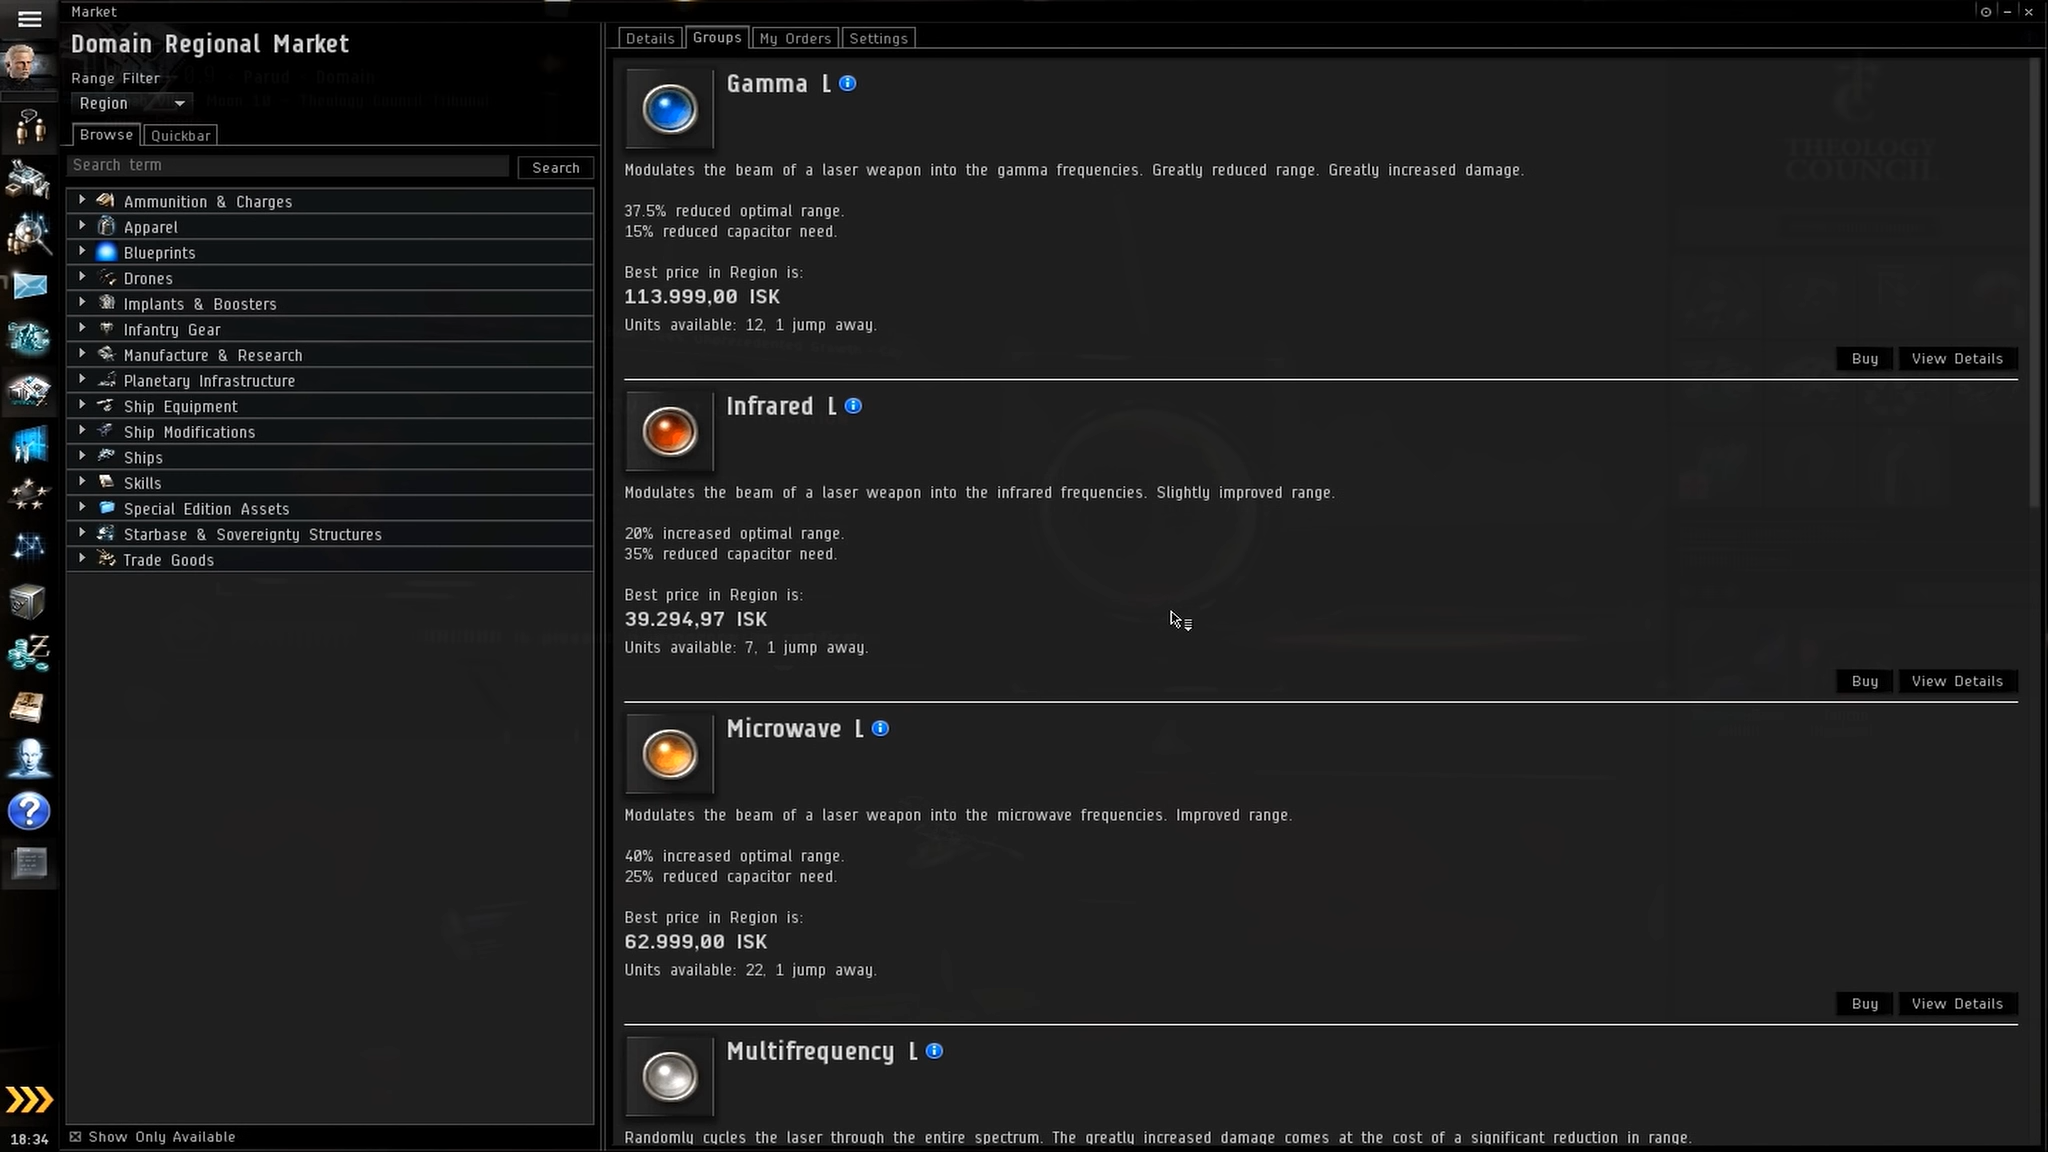 Market
Domain Regional Market
Range Filter
Region
Browse
Quickbar
Search term
Search
Ammunition & Charges
Apparel
Blueprints
Drones
Implants & Boosters
Infantry Gear
Manufacture & Research
Planetary Infrastructure
Ship Equipment
Ship Modifications
Ships
Skills
Special Edition Assets
Starbase & Sovereignty Structures
Trade Goods
Show Only Available
18:34
Details
Groups
My Orders
Settings
Gamma L
Modulates the beam of a laser weapon into the gamma frequencies. Greatly reduced range. Greatly increased damage.
37.5% reduced optimal range.
15% reduced capacitor need.
Best price in Region is:
113.999,00 ISK
Units available: 12, 1 jump away.
Buy
View Details
Infrared L
Modulates the beam of a laser weapon into the infrared frequencies. Slightly improved range.
20% increased optimal range.
35% reduced capacitor need.
Best price in Region is:
39.294,97 ISK
Units available: 7, 1 jump away.
Buy
View Details
Microwave L
Modulates the beam of a laser weapon into the microwave frequencies. Improved range.
40% increased optimal range.
25% reduced capacitor need.
Best price in Region is:
62.999,00 ISK
Units available: 22, 1 jump away.
Buy
View Details
Multifrequency L
Randomly cycles the laser through the entire spectrum. The greatly increased damage comes at the cost of a significant reduction in range.
THEOLOGY
COUNCIL